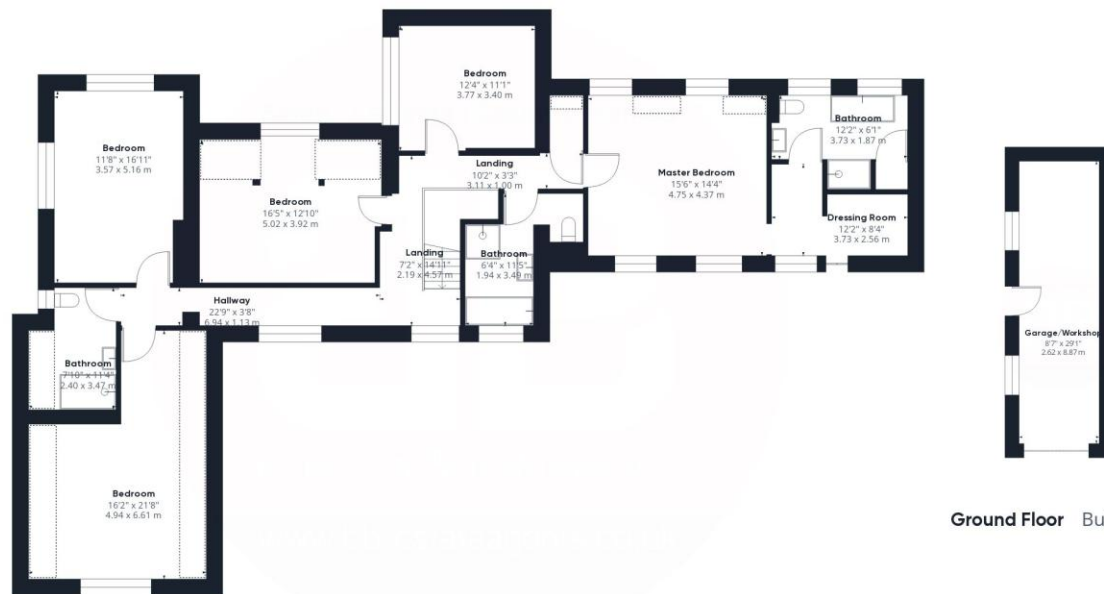 Bedroom
12'4" x 11'1"
3.77 x 3.40 m
Bedroom
11'8" x 16'11"
3.57 x 5.16 m
Bedroom
16'5" x 12'10"
5.02 x 3.92 m
Landing
10'2" x 3'3"
3.11 x 1.00 m
Master Bedroom
15'6" x 14'4"
4.75 x 4.37 m
Bathroom
12'2" x 6'1"
3.73 x 1.87 m
Dressing Room
12'2" x 8'4"
3.73 x 2.56 m
Landing
7'2" x 14'11"
2.19 x 4.57 m
Bathroom
6'4" x 11'5"
1.94 x 3.49 m
Hallway
22'9" x 3'8"
6.94 x 1.13 m
Bathroom
7'10" x 11'4"
2.40 x 3.47 m
Bedroom
16'2" x 21'8"
4.94 x 6.61 m
Garage/Workshop
8'7" x 29'1"
2.62 x 8.87 m
Ground Floor Bu